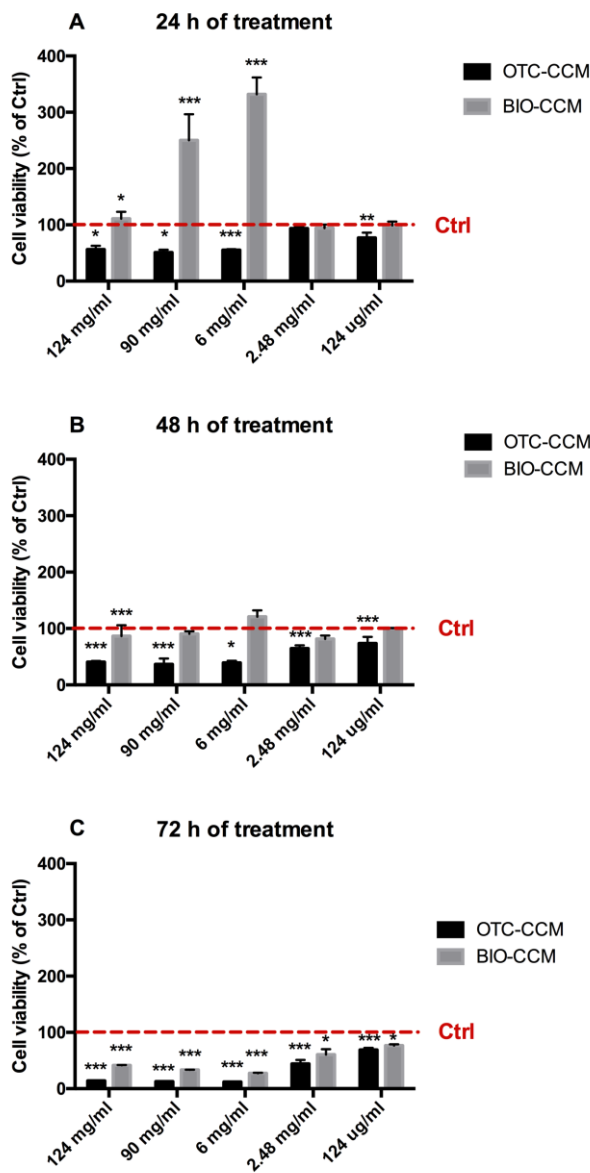 A 24 h of treatment
Cell viability (% of Ctrl)
400
300
200
100
0
***
***
*
*
*
***
**
Ctrl
OTC-CCM
BIO-CCM
124 mg/ml
90 mg/ml
6 mg/ml
2.48 mg/ml
124 ug/ml
B 48 h of treatment
Cell viability (% of Ctrl)
400
300
200
100
0
***
***
***
*
***
***
Ctrl
OTC-CCM
BIO-CCM
124 mg/ml
90 mg/ml
6 mg/ml
2.48 mg/ml
124 ug/ml
C 72 h of treatment
Cell viability (% of Ctrl)
400
300
200
100
0
***
***
***
***
***
***
***
*
***
*
Ctrl
OTC-CCM
BIO-CCM
124 mg/ml
90 mg/ml
6 mg/ml
2.48 mg/ml
124 ug/ml